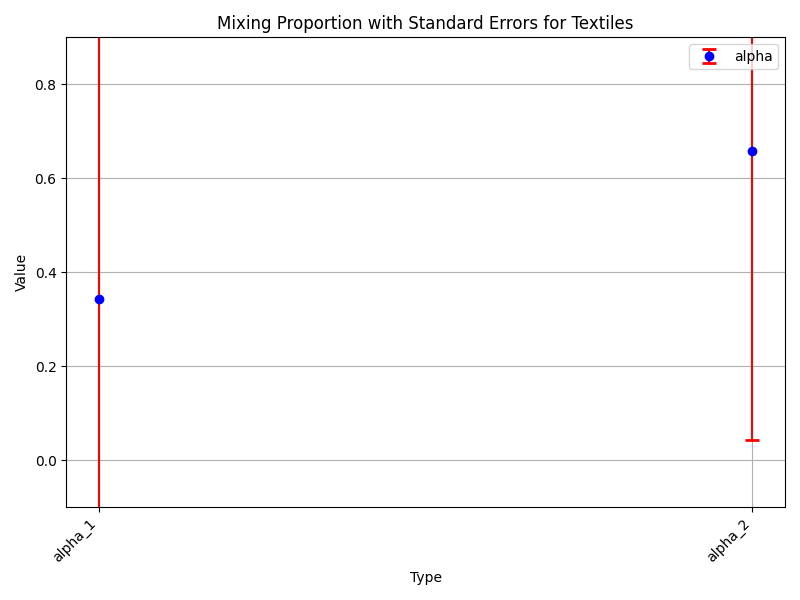 Mixing Proportion with Standard Errors for Textiles
alpha
Value
0.8
0.6
0.4
0.2
0.0
alpha_1
alpha_2
Type